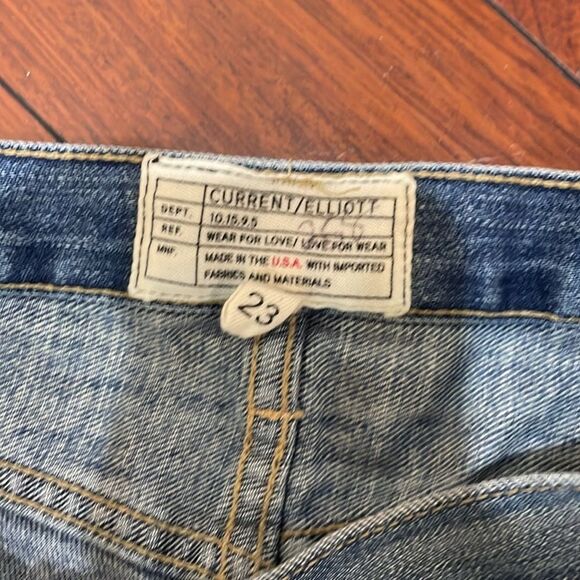 CURRENT/ELLIOTT
DEPT. 10.15.9.5
REF. WEAR FOR LOVE/ LOVE FOR WEAR
MNF. MADE IN THE U.S.A. WITH IMPORTED
FABRICS AND MATERIALS
23